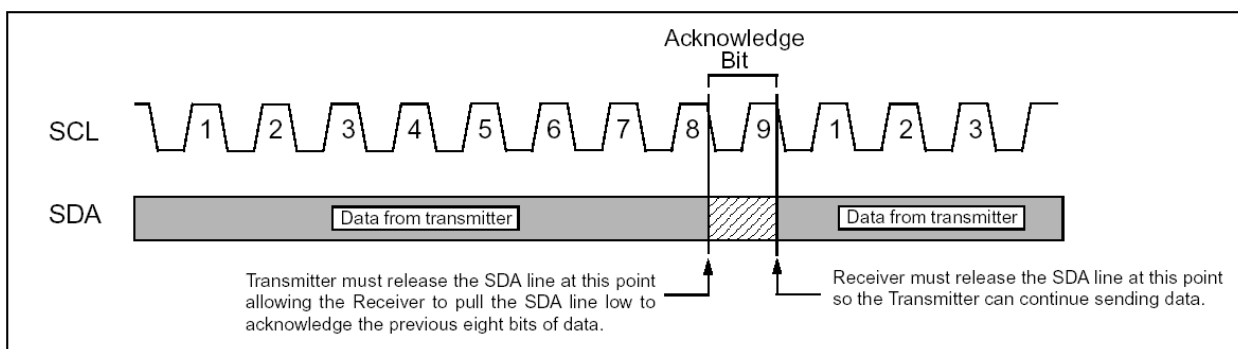 Acknowledge
Bit
SCL
1 2 3 4 5 6 7 8 9 1 2 3
SDA
Data from transmitter
Data from transmitter
Transmitter must release the SDA line at this point
allowing the Receiver to pull the SDA line low to
acknowledge the previous eight bits of data.
Receiver must release the SDA line at this point
so the Transmitter can continue sending data.